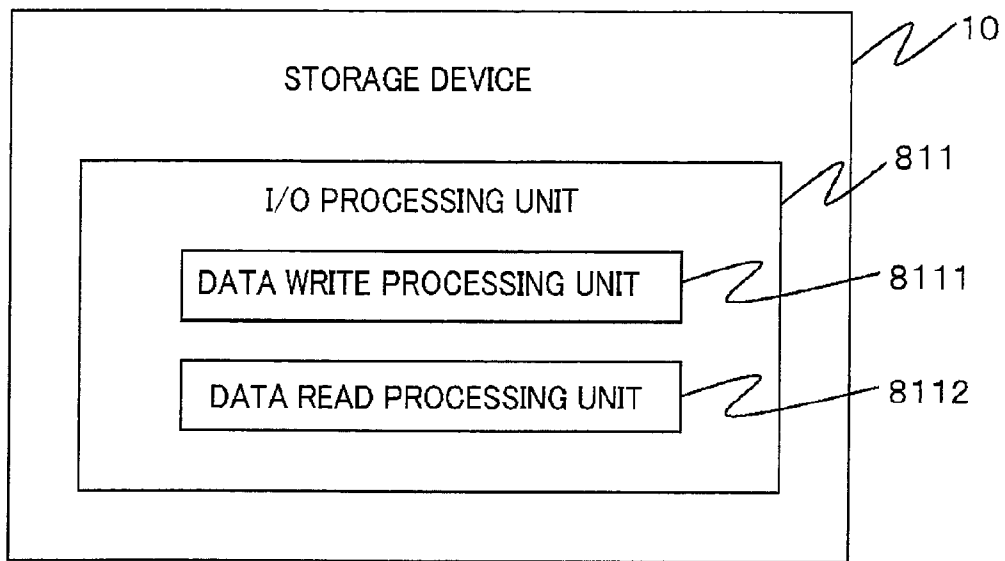 10
STORAGE DEVICE
811
I/O PROCESSING UNIT
DATA WRITE PROCESSING UNIT
8111
DATA READ PROCESSING UNIT
8112